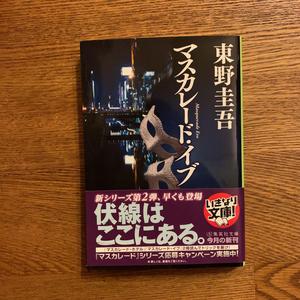 東野圭吾
マスカレード・イブ
Masquerade Eve
新シリーズ第2弾、早くも登場
伏線は
ここにある。
いきなり
文庫!
集英社文庫
今月の新刊
「マスカレード」シリーズ応募キャンペーン実施中!